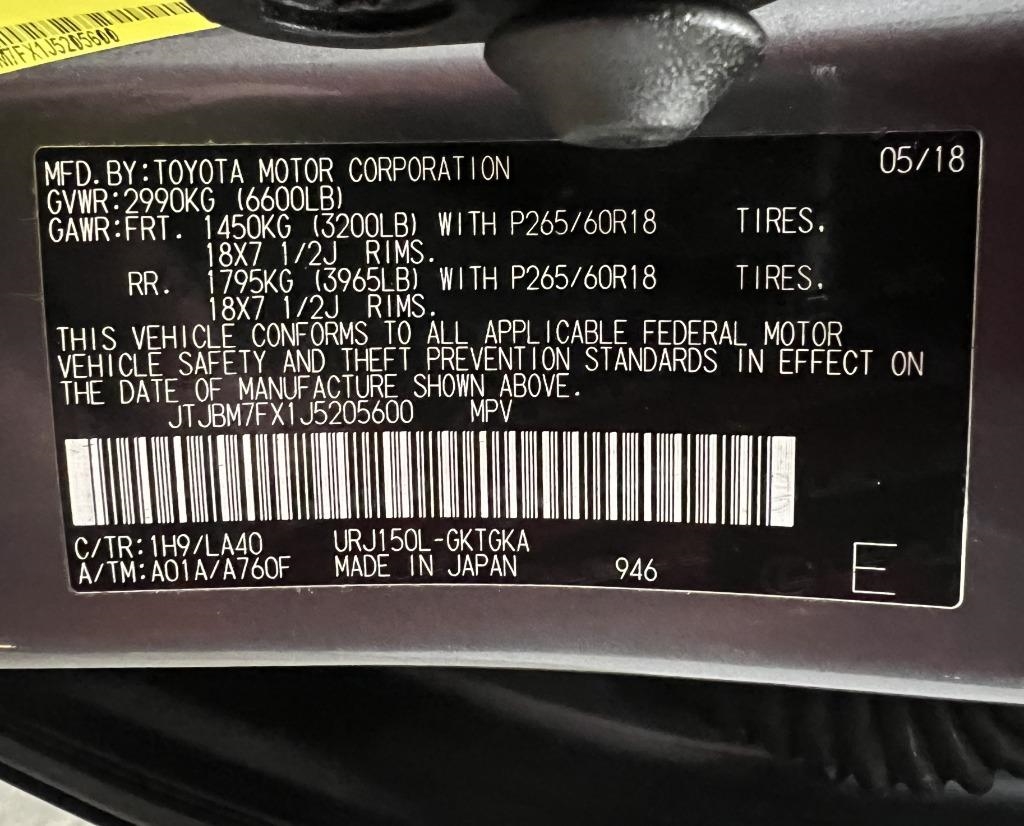 M7FX1J5205600
MFD. BY:TOYOTA MOTOR CORPORATION 05/18
GVWR:2990KG (6600LB)
GAWR:FRT. 1450KG (3200LB) WITH P265/60R18 TIRES.
18X7 1/2J RIMS.
RR. 1795KG (3965LB) WITH P265/60R18 TIRES.
18X7 1/2J RIMS.
THIS VEHICLE CONFORMS TO ALL APPLICABLE FEDERAL MOTOR
VEHICLE SAFETY AND THEFT PREVENTION STANDARDS IN EFFECT ON
THE DATE OF MANUFACTURE SHOWN ABOVE.
JTJBM7FX1J5205600 MPV
C/TR:1H9/LA40 URJ150L-GKTGKA
A/TM:A01A/A760F MADE IN JAPAN 946 E